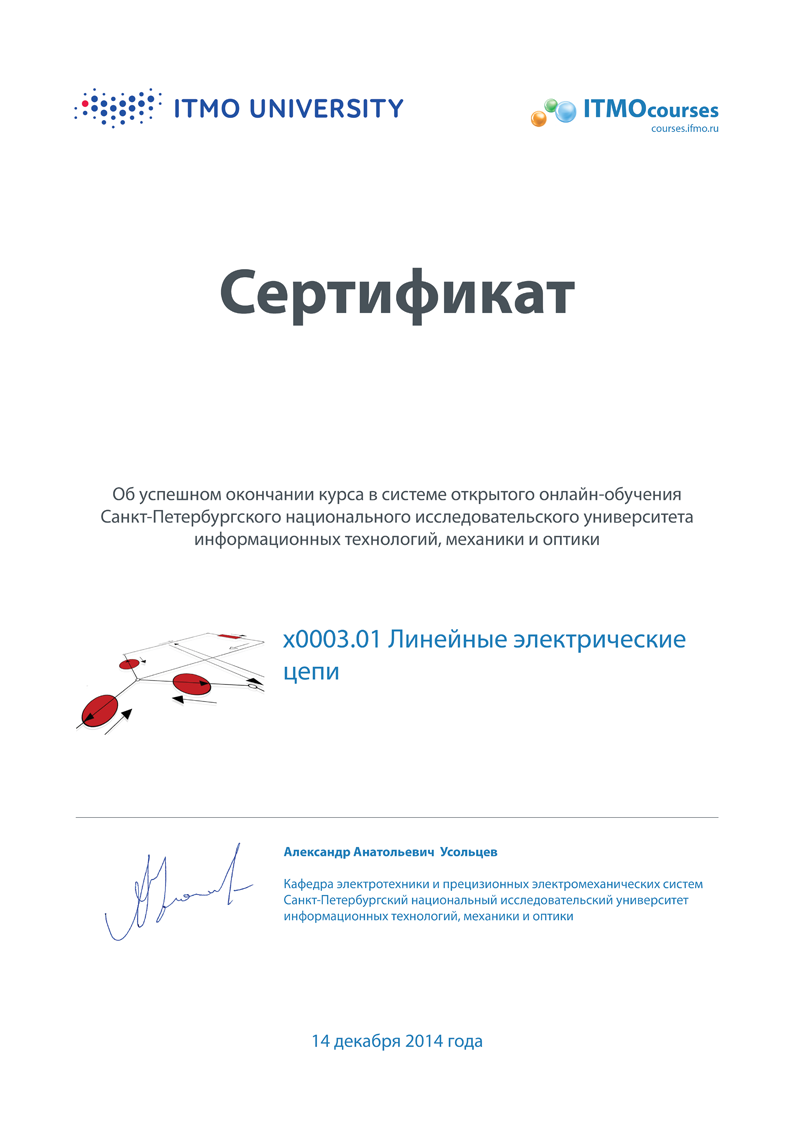 ITMO UNIVERSITY
ITMOcourses
courses.ifmo.ru
Сертификат
Об успешном окончании курса в системе открытого онлайн-обучения
Санкт-Петербургского национального исследовательского университета
информационных технологий, механики и оптики
x0003.01 Линейные электрические
цепи
Александр Анатольевич Усольцев
Кафедра электротехники и прецизионных электромеханических систем
Санкт-Петербургский национальный исследовательский университет
информационных технологий, механики и оптики
14 декабря 2014 года